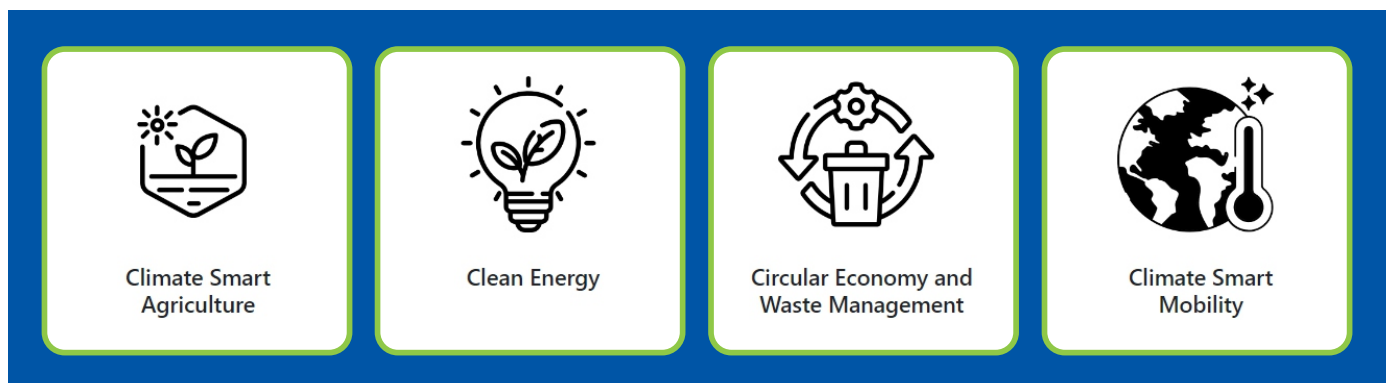 Climate Smart
Agriculture
Clean Energy
Circular Economy and
Waste Management
Climate Smart
Mobility